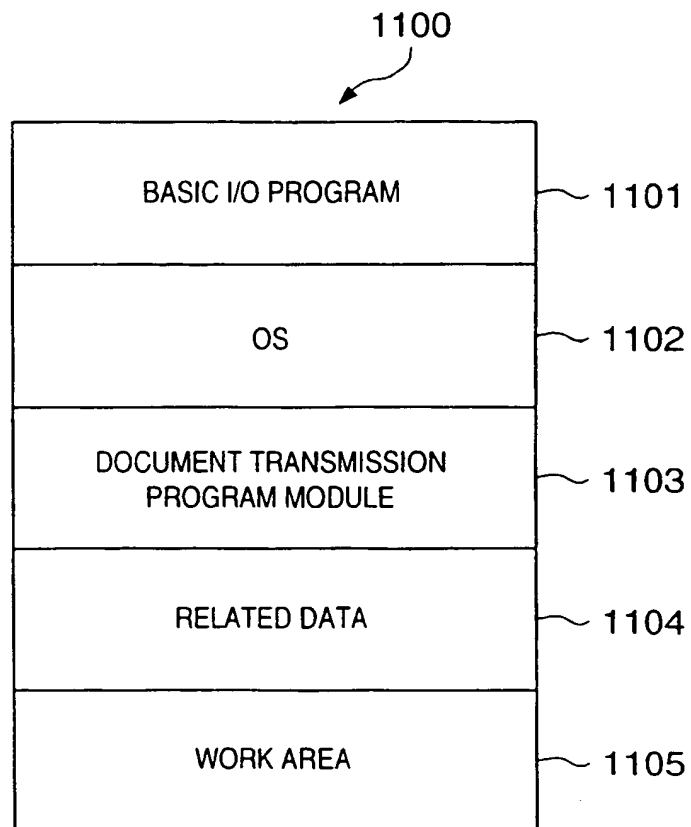 1100
BASIC I/O PROGRAM
1101
OS
1102
DOCUMENT TRANSMISSION
PROGRAM MODULE
1103
RELATED DATA
1104
WORK AREA
1105